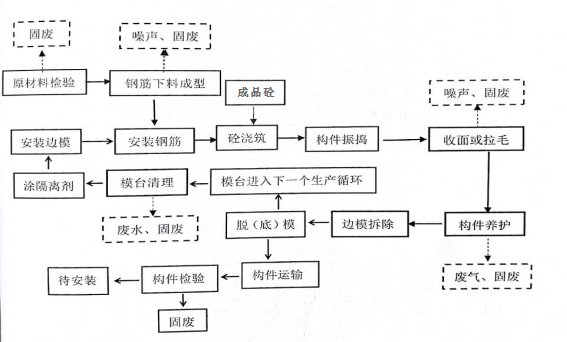 固废
噪声、固废
原材料检验
钢筋下料成型
成品砼
噪声、固废
安装边模
安装钢筋
砼浇筑
构件振捣
收面或拉毛
涂隔离剂
模台清理
模台进入下一个生产循环
废水、固废
脱（底）模
边模拆除
构件养护
待安装
构件检验
构件运输
废气、固废
固废